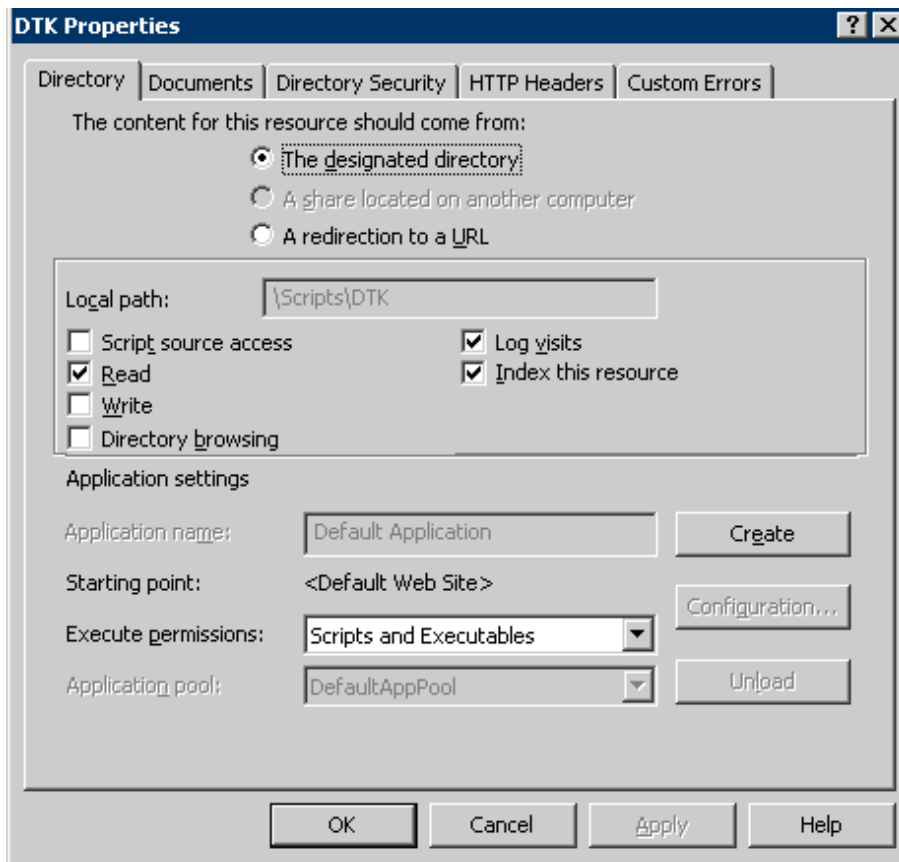 DTK Properties
Directory Documents Directory Security HTTP Headers Custom Errors
The content for this resource should come from:
The designated directory
A share located on another computer
A redirection to a URL
Local path: \Scripts\DTK
Script source access Log visits
Read Index this resource
Write
Directory browsing
Application settings
Application name: Default Application Create
Starting point: <Default Web Site>
Configuration...
Execute permissions: Scripts and Executables
Application pool: DefaultAppPool Unload
OK Cancel Apply Help